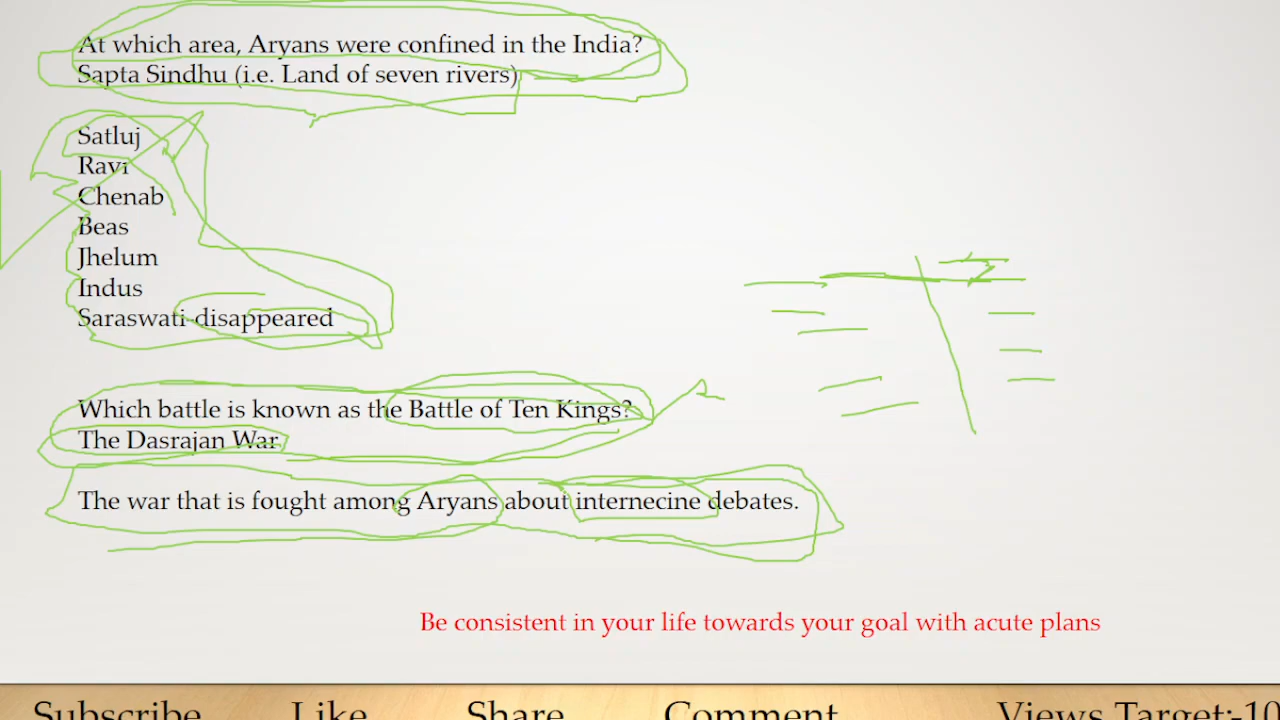 At which area, Aryans were confined in the India?
Sapta Sindhu (i.e. Land of seven rivers)
Satluj
Ravi
Chenab
Beas
Jhelum
Indus
Saraswati-disappeared
Which battle is known as the Battle of Ten Kings?
The Dasrajan War
The war that is fought among Aryans about internecine debates.
Be consistent in your life towards your goal with acute plans
Subscribe Like Share Comment Views Target:-10